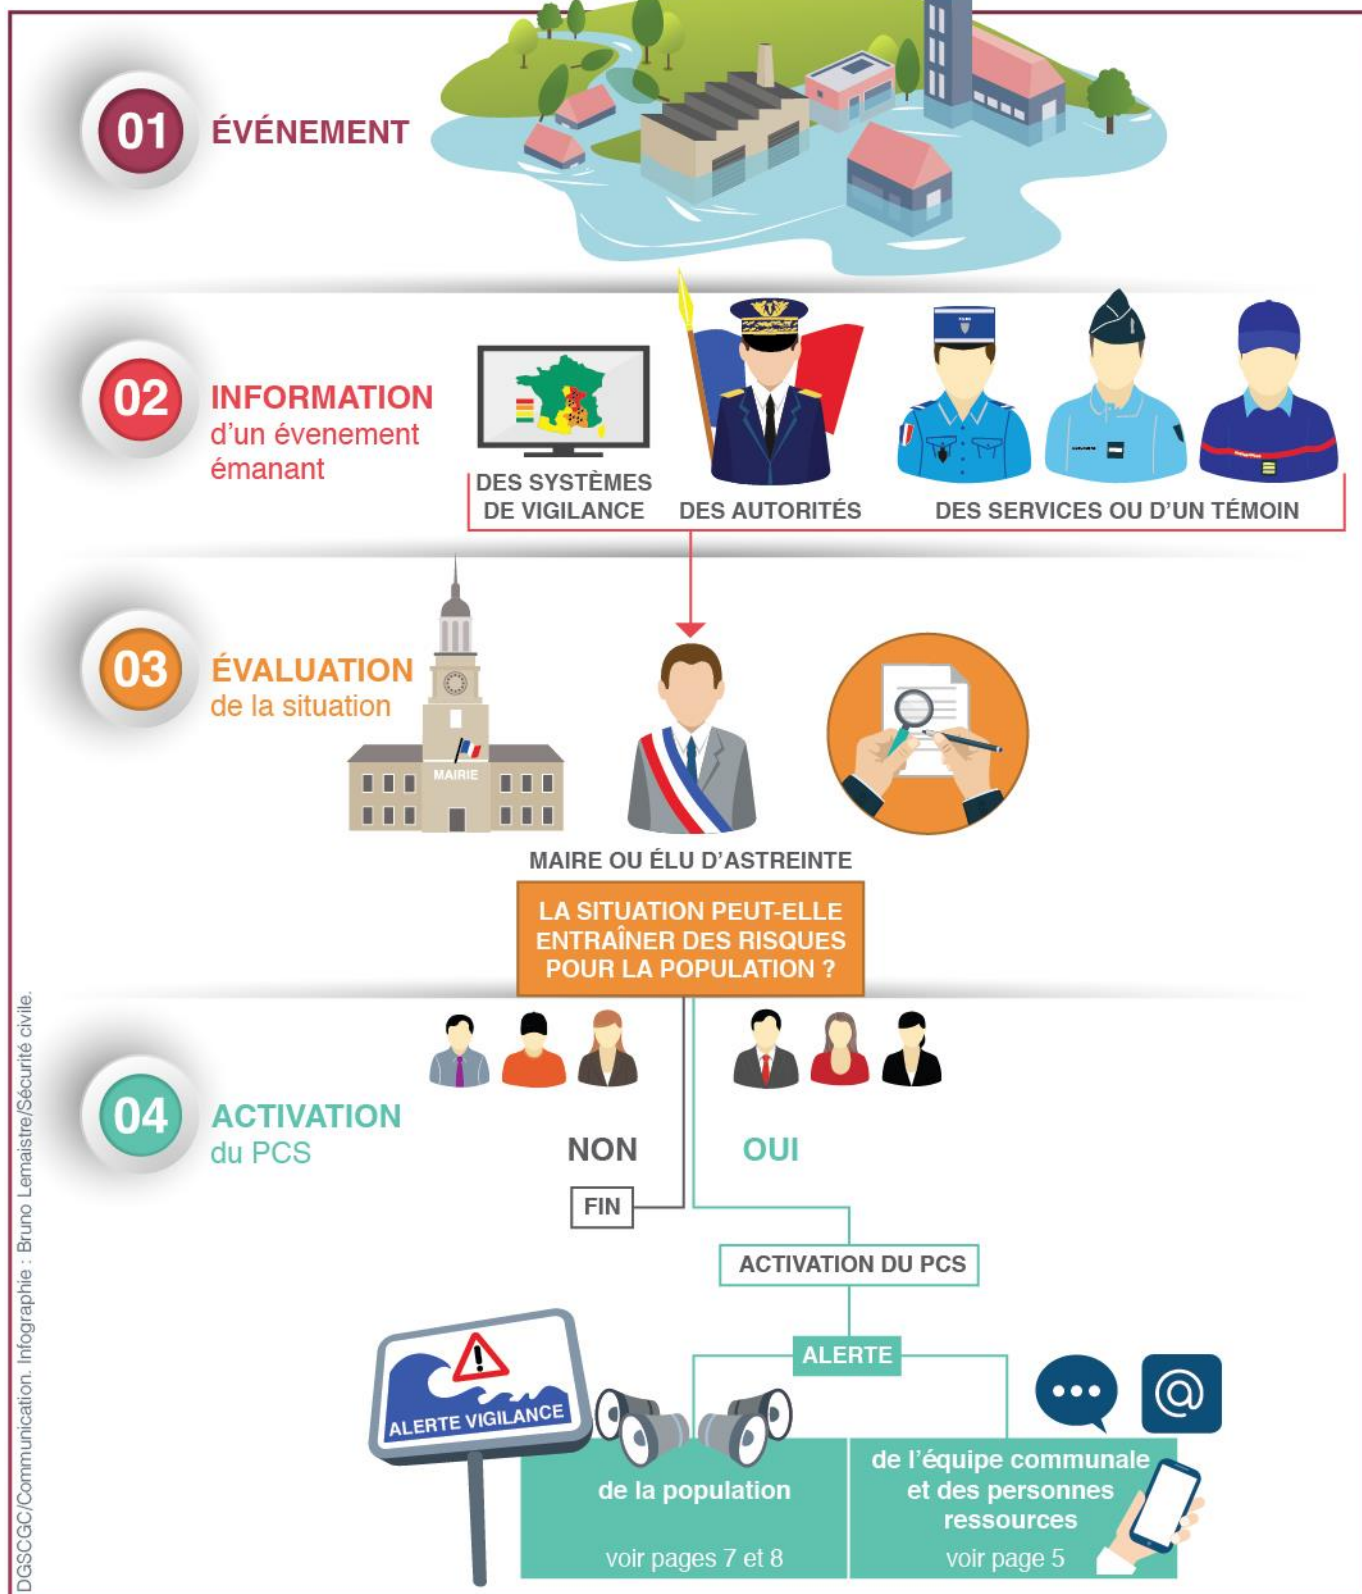 01
ÉVÉNEMENT
02
INFORMATION
d'un évenement
émanant
DES SYSTÈMES
DE VIGILANCE
DES AUTORITÉS
DES SERVICES OU D'UN TÉMOIN
03
ÉVALUATION
de la situation
MAIRIE
MAIRE OU ÉLU D'ASTREINTE
LA SITUATION PEUT-ELLE
ENTRAÎNER DES RISQUES
POUR LA POPULATION ?
04
ACTIVATION
du PCS
NON
OUI
FIN
ACTIVATION DU PCS
ALERTE
ALERTE VIGILANCE
de la population
voir pages 7 et 8
de l'équipe communale
et des personnes
ressources
voir page 5
DGSCGC/Communication. Infographie : Bruno Lemaistre/Sécurité civile.